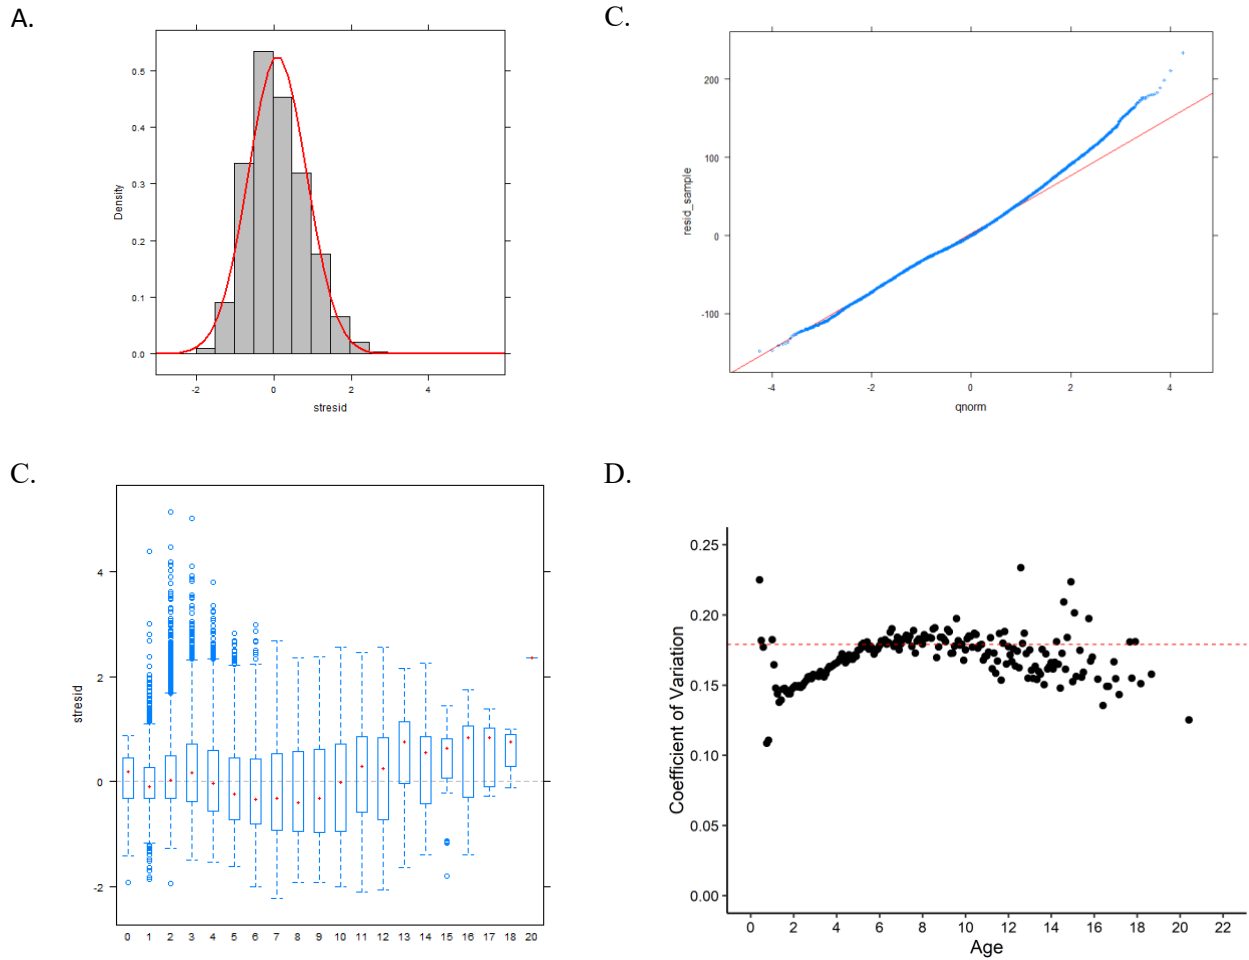 A.
0.5
0.4
0.3
0.2
0.1
0.0
Density
-2 0 2 4
stresid
C.
200
100
0
-100
resid_sample
-4 -2 0 2 4
qnorm
C.
4
2
0
-2
stresid
0 1 2 3 4 5 6 7 8 9 10 11 12 13 14 15 16 17 18 20
D.
0.25
0.20
0.15
0.10
0.05
0.00
Coefficient of Variation
0 2 4 6 8 10 12 14 16 18 20 22
Age